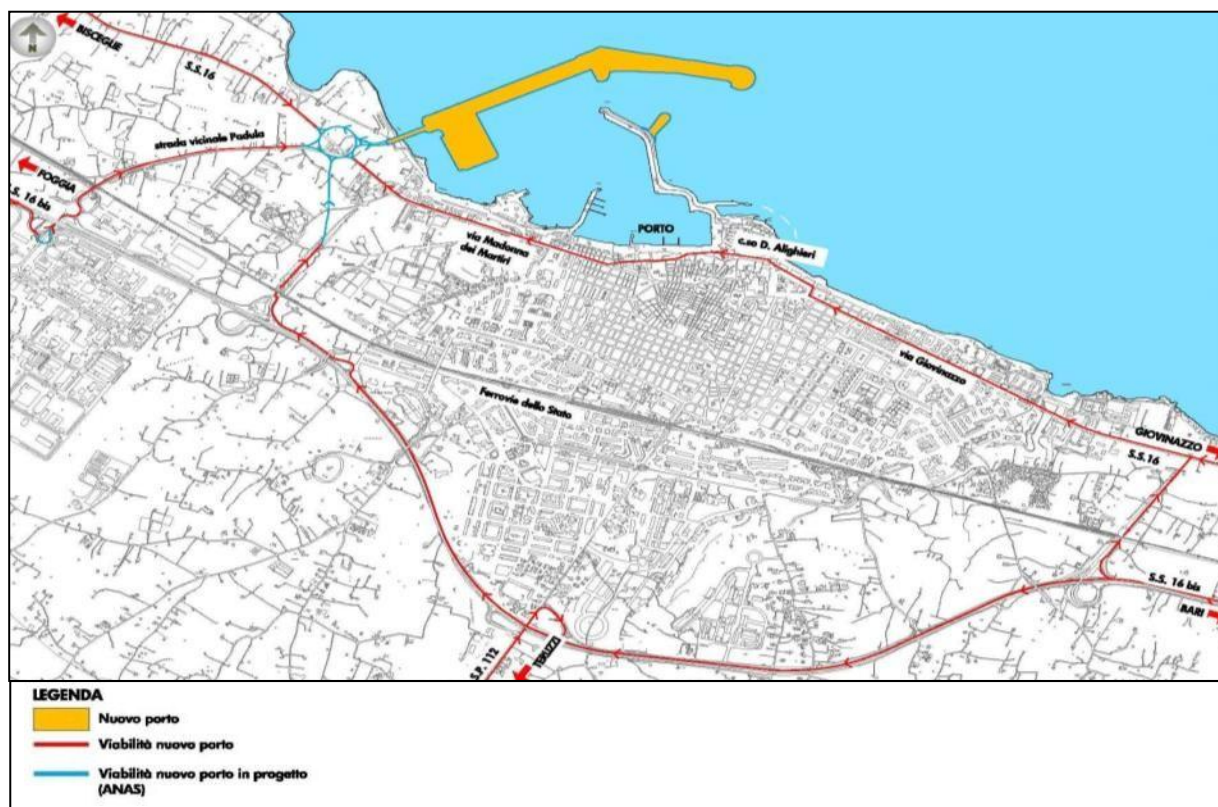 N
BISCEGLIE
S.S.16
strada vicinale Padula
FOGGIA
S.S. 16 bis
PORTO
via Madonna
dei Martiri
c.so D. Alighieri
via Giovinazzo
Ferrovie dello Stato
GIOVINAZZO
S.S.16
S.S. 16 bis
BARI
S.P. 112
TERLIZZI
LEGENDA
Nuovo porto
Viabilità nuovo porto
Viabilità nuovo porto in progetto
(ANAS)